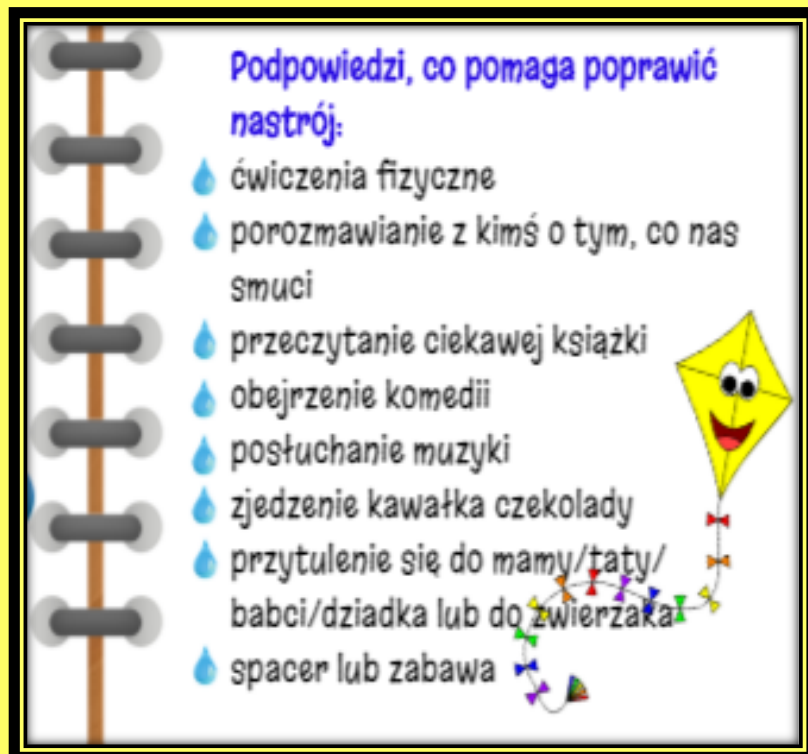 Podpowiedzi, co pomaga poprawić
nastrój:
ćwiczenia fizyczne
porozmawianie z kimś o tym, co nas
smuci
przeczytanie ciekawej książki
obejrzenie komedii
posłuchanie muzyki
zjedzenie kawałka czekolady
przytulenie się do mamy/taty/
babci/dziadka lub do zwierzaka
spacer lub zabawa